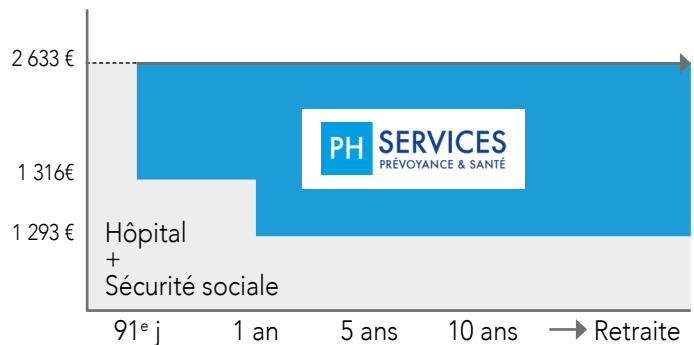 2 633 €
PH SERVICES
PRÉVOYANCE & SANTÉ
1 316€
1 293 €
Hôpital
+
Sécurité sociale
91e j 1 an 5 ans 10 ans → Retraite